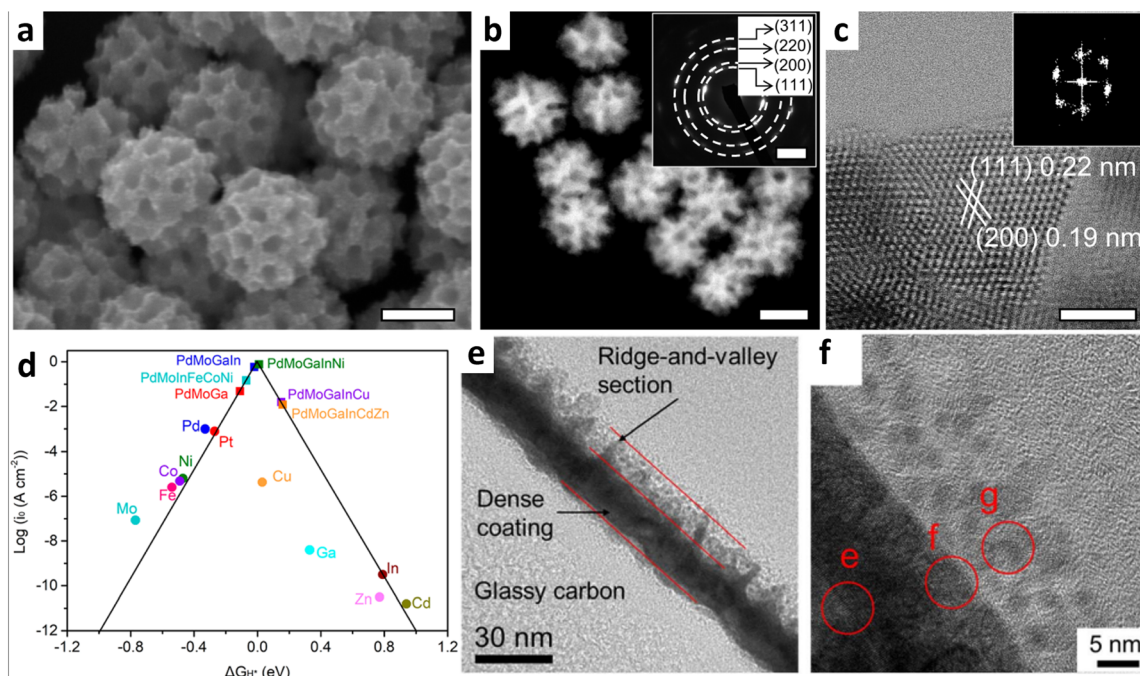 a
b
(311)
(220)
(200)
(111)
c
(111) 0.22 nm
(200) 0.19 nm
d
Log (i₀ (A cm⁻²))
0
-2
-4
-6
-8
-10
-12
PdMoGaIn
PdMoGaInNi
PdMoInFeCoNi
PdMoGa
PdMoGaInCu
PdMoGaInCdZn
Pd
Pt
Ni
Co
Fe
Cu
Mo
Ga
In
Zn
Cd
-1.2
-0.8
-0.4
0.0
0.4
0.8
1.2
ΔGH* (eV)
e
Ridge-and-valley
section
Dense
coating
Glassy carbon
30 nm
f
g
f
e
5 nm